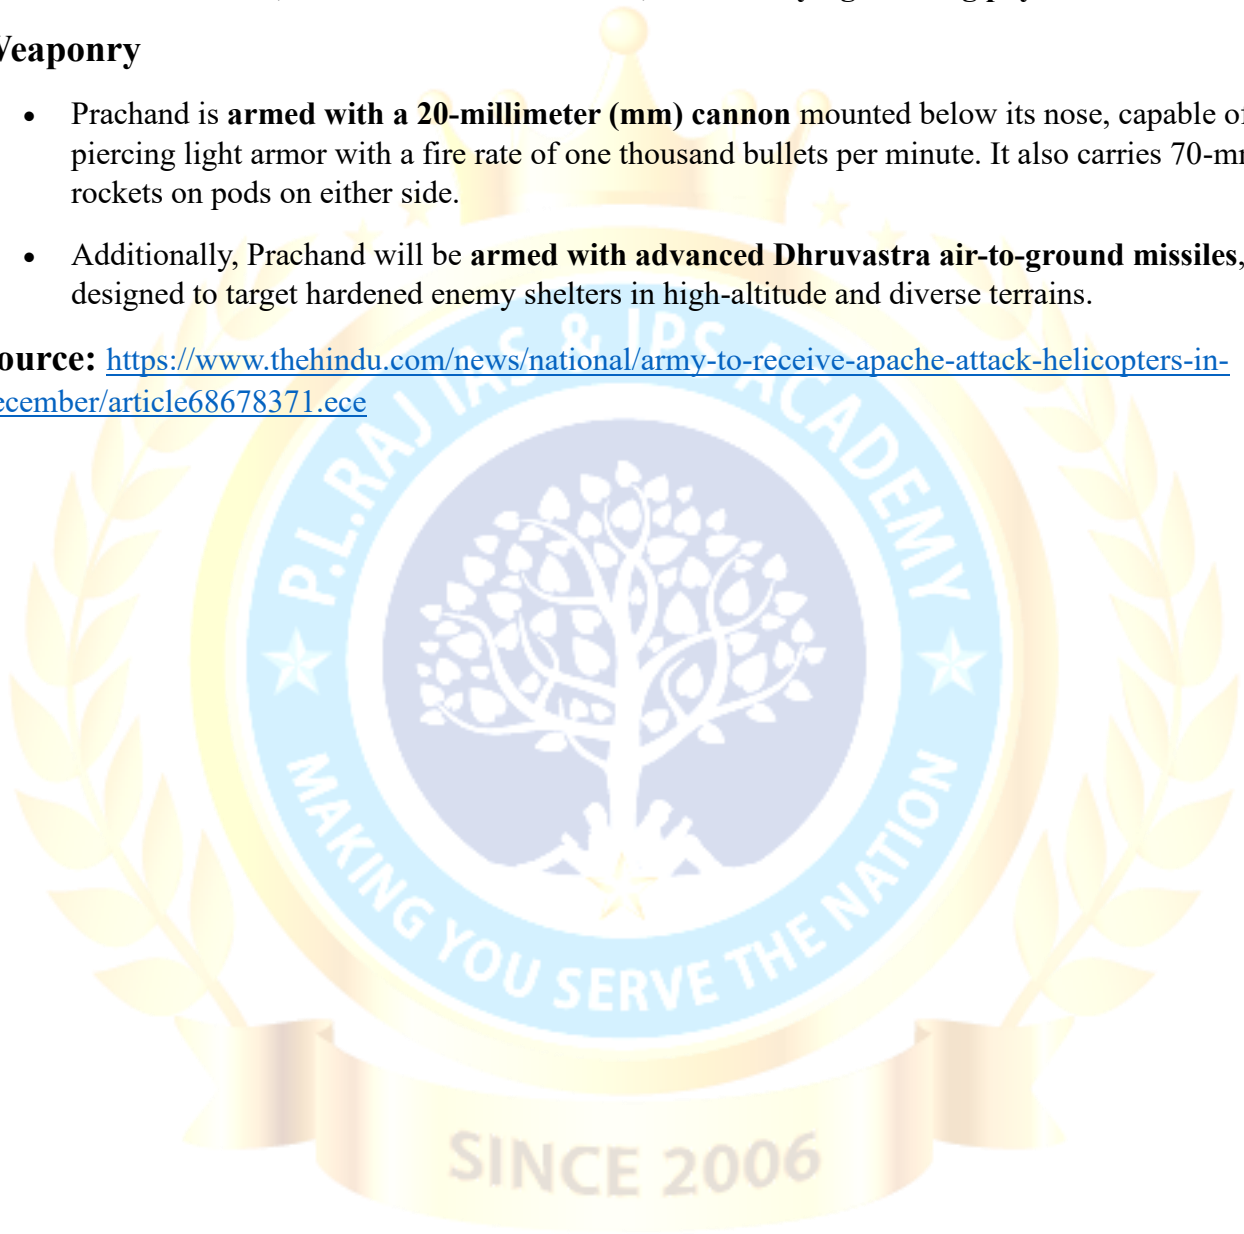 Weaponry
• Prachand is armed with a 20-millimeter (mm) cannon mounted below its nose, capable of
piercing light armor with a fire rate of one thousand bullets per minute. It also carries 70-mm
rockets on pods on either side.
• Additionally, Prachand will be armed with advanced Dhruvastra air-to-ground missiles,
designed to target hardened enemy shelters in high-altitude and diverse terrains.
ource: https://www.thehindu.com/news/national/army-to-receive-apache-attack-helicopters-in-
ecember/article68678371.ece
P.L.RAJ IAS & IPS ACADEMY
MAKING YOU SERVE THE NATION
SINCE 2006